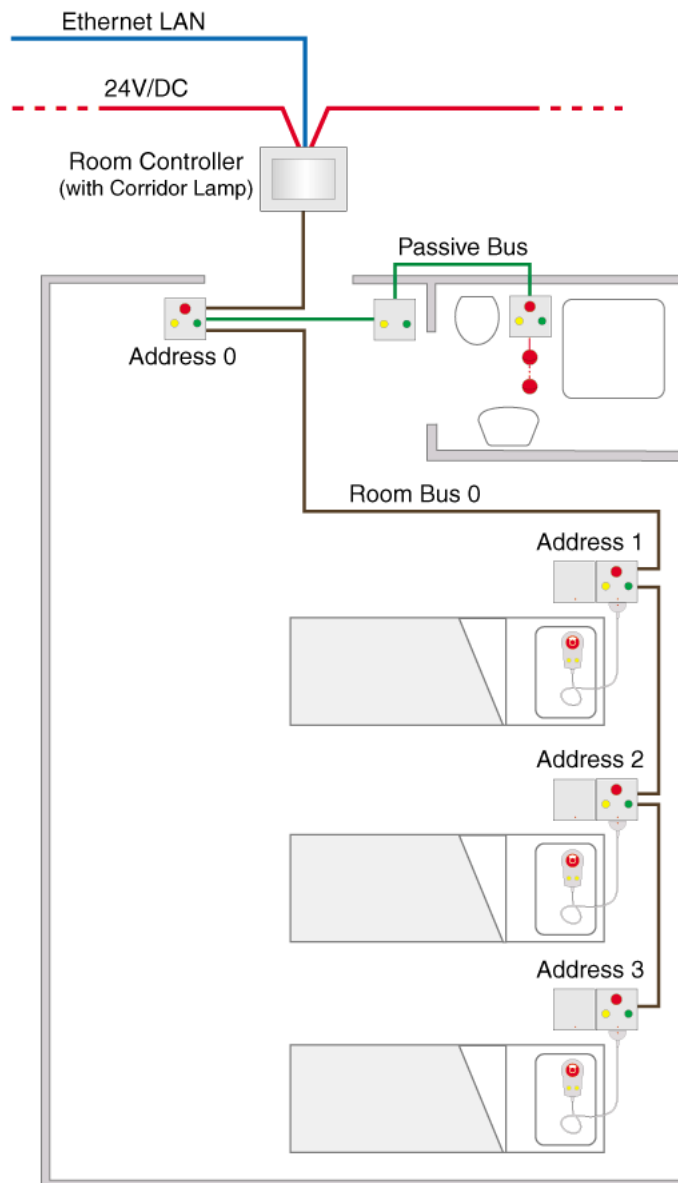 Ethernet LAN
24V/DC
Room Controller
(with Corridor Lamp)
Passive Bus
Address 0
Room Bus 0
Address 1
Address 2
Address 3